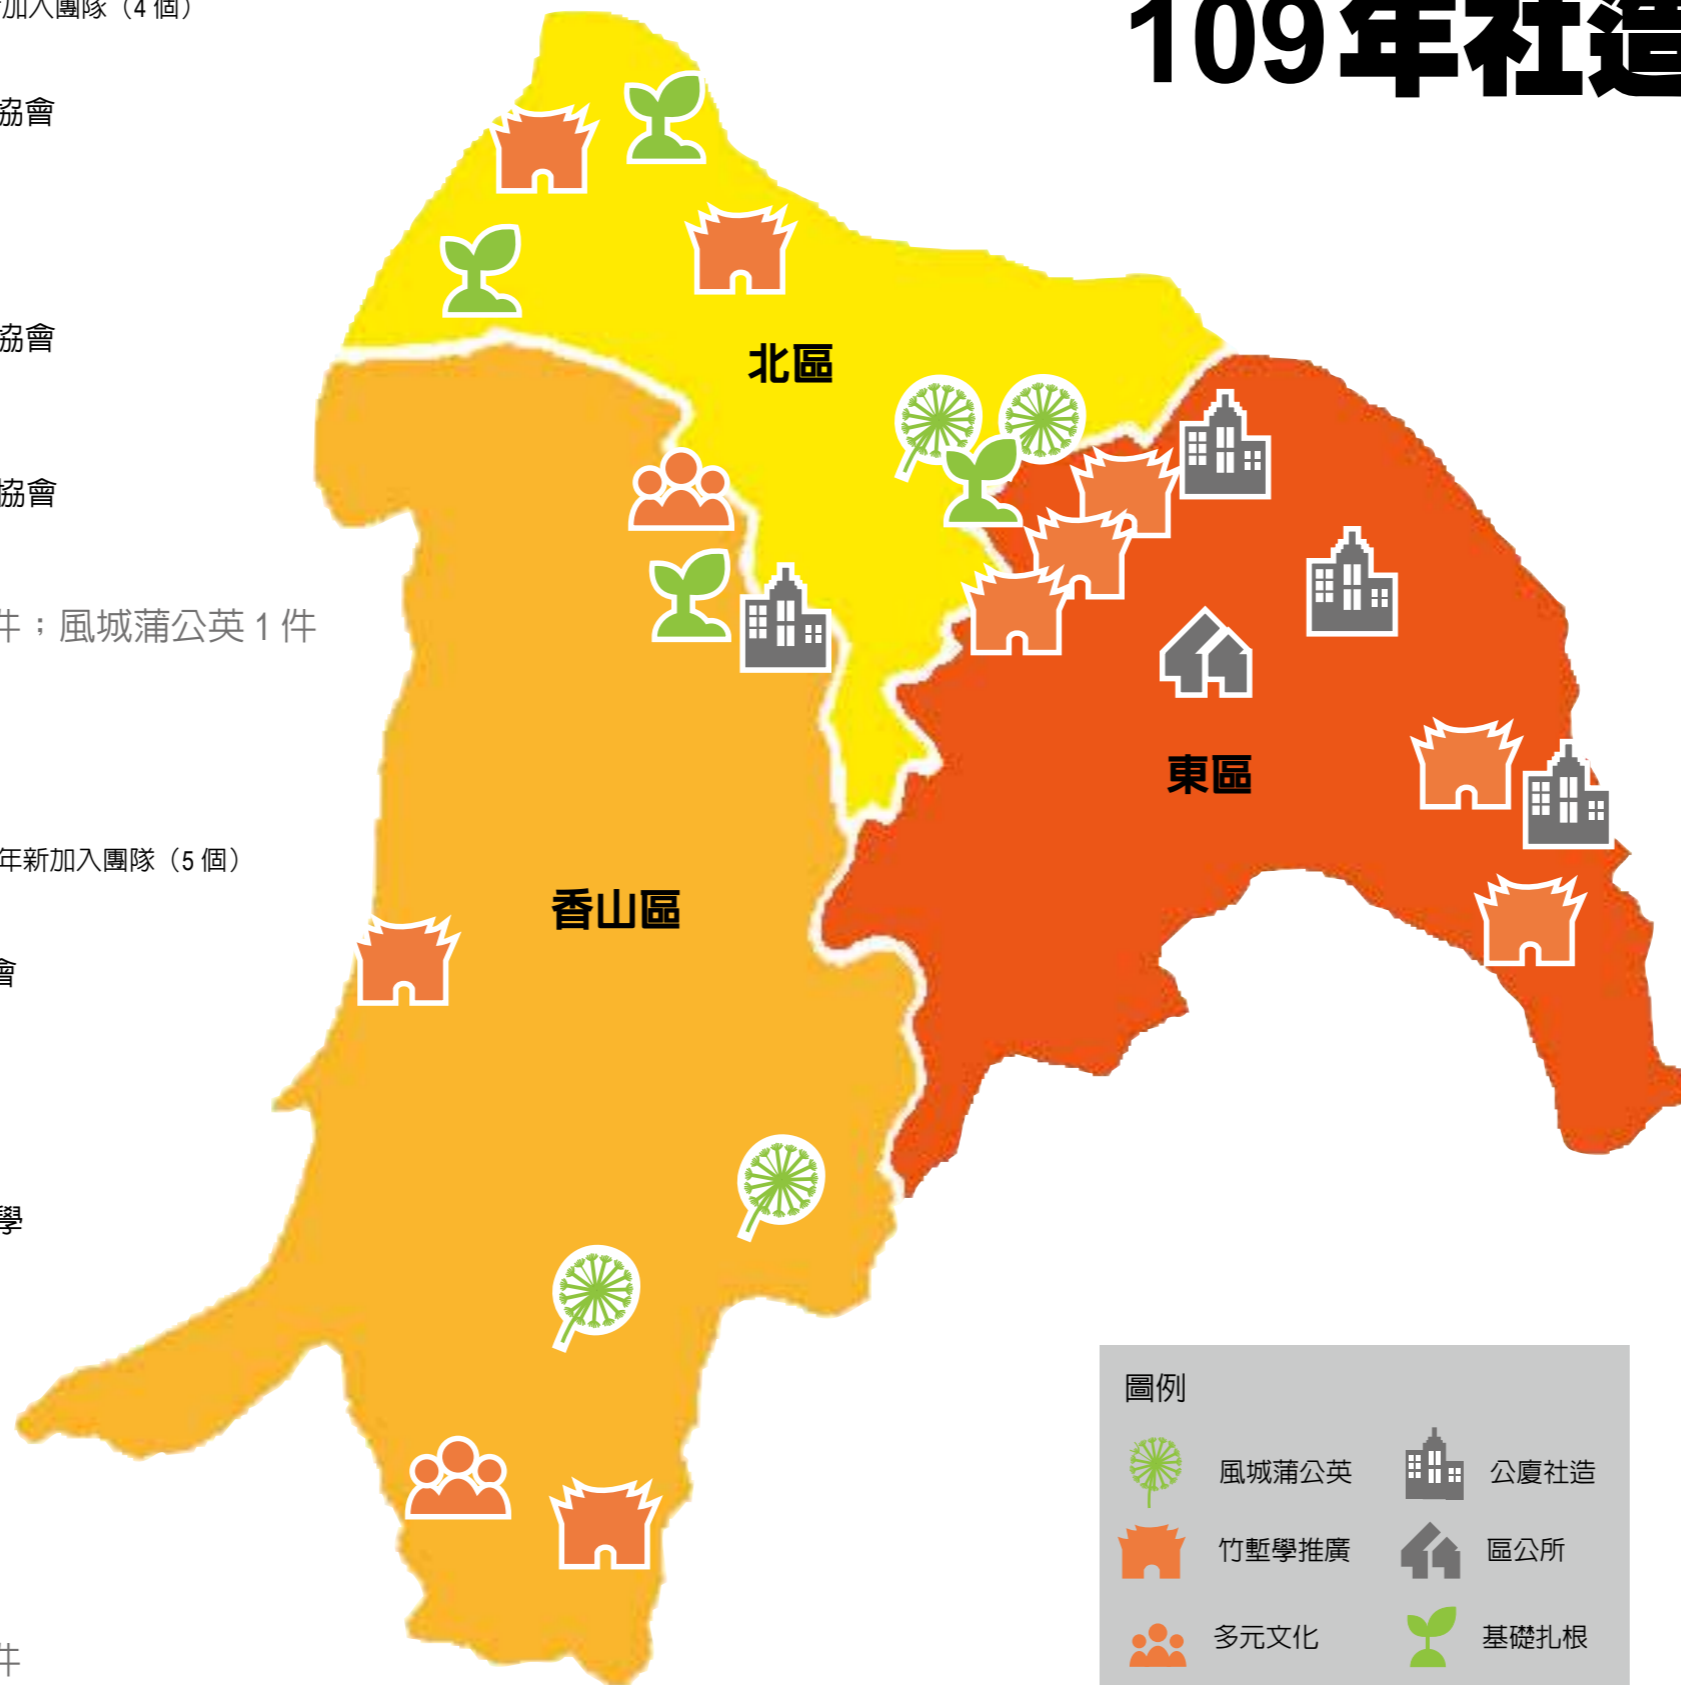 加入團隊（4 個）
109年社造
協會
協會
北區
協會
件；風城蒲公英 1 件
東區
年新加入團隊（5 個）
香山區
會
學
圖例
風城蒲公英
公廈社造
竹塹學推廣
區公所
多元文化
基礎扎根
件